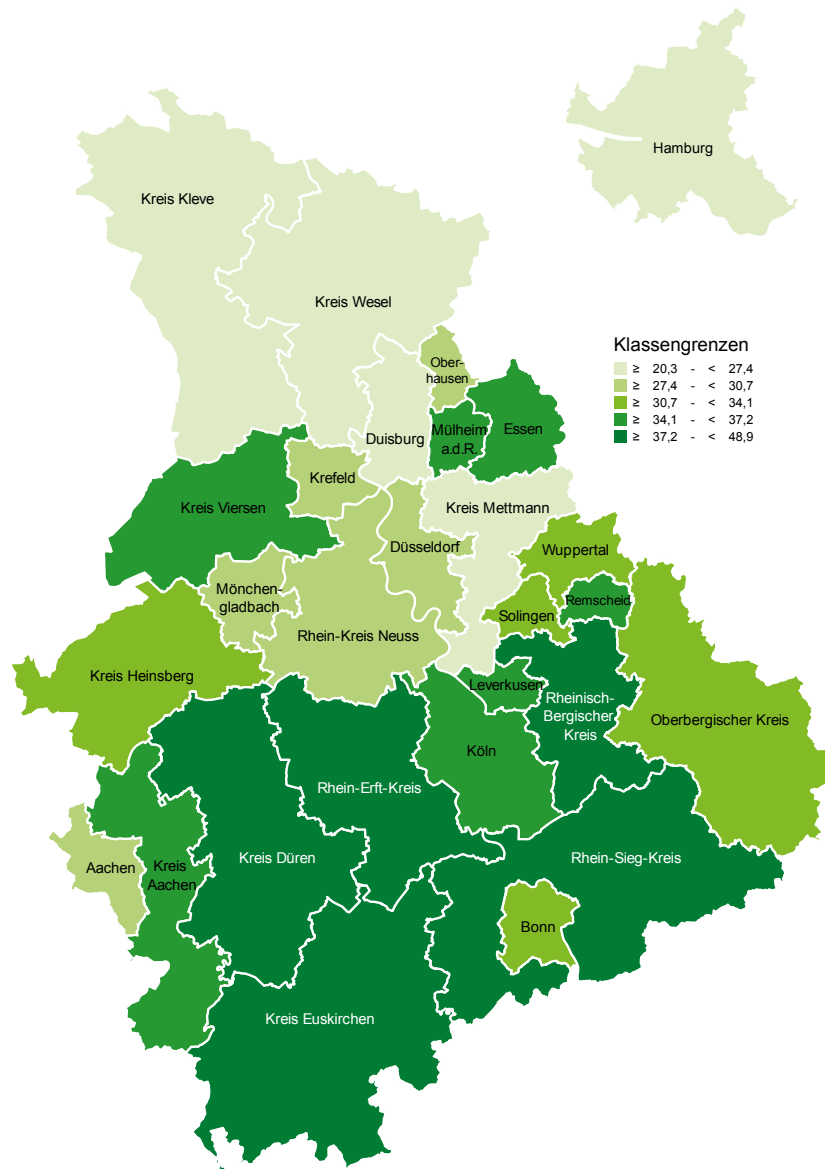 Hamburg
Kreis Kleve
Kreis Wesel
Klassengrenzen
≥ 20,3 - < 27,4
≥ 27,4 - < 30,7
≥ 30,7 - < 34,1
≥ 34,1 - < 37,2
≥ 37,2 - < 48,9
Ober-
hausen
Duisburg
Mülheim
a.d.R.
Essen
Krefeld
Kreis Viersen
Kreis Mettmann
Düsseldorf
Wuppertal
Mönchen-
gladbach
Remscheid
Solingen
Rhein-Kreis Neuss
Kreis Heinsberg
Leverkusen
Rheinisch-
Bergischer
Kreis
Oberbergischer Kreis
Köln
Rhein-Erft-Kreis
Aachen
Kreis
Aachen
Kreis Düren
Rhein-Sieg-Kreis
Bonn
Kreis Euskirchen